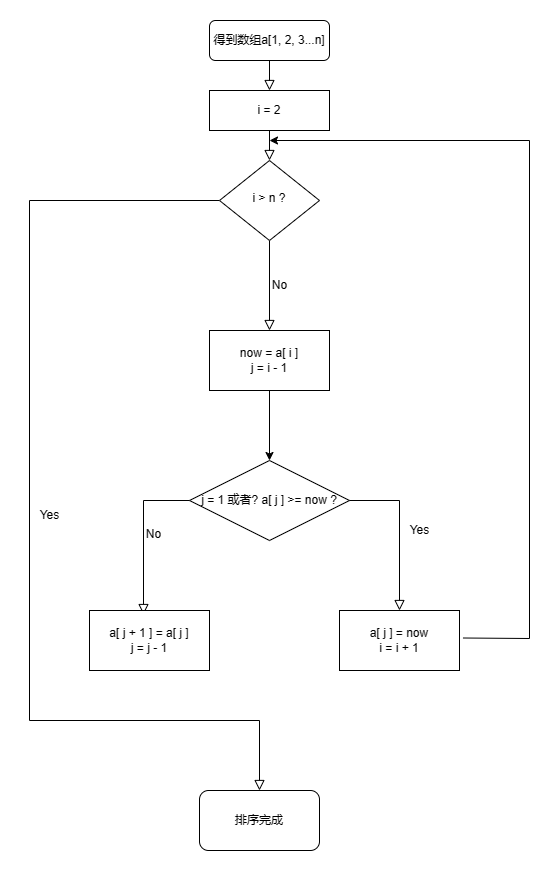 得到数组a[1, 2, 3...n]
i = 2
i > n ?
No
now = a[ i ]
j = i - 1
j = 1 或者? a[ j ] >= now ?
Yes
No
Yes
a[ j + 1 ] = a[ j ]
j = j - 1
a[ j ] = now
i = i + 1
排序完成